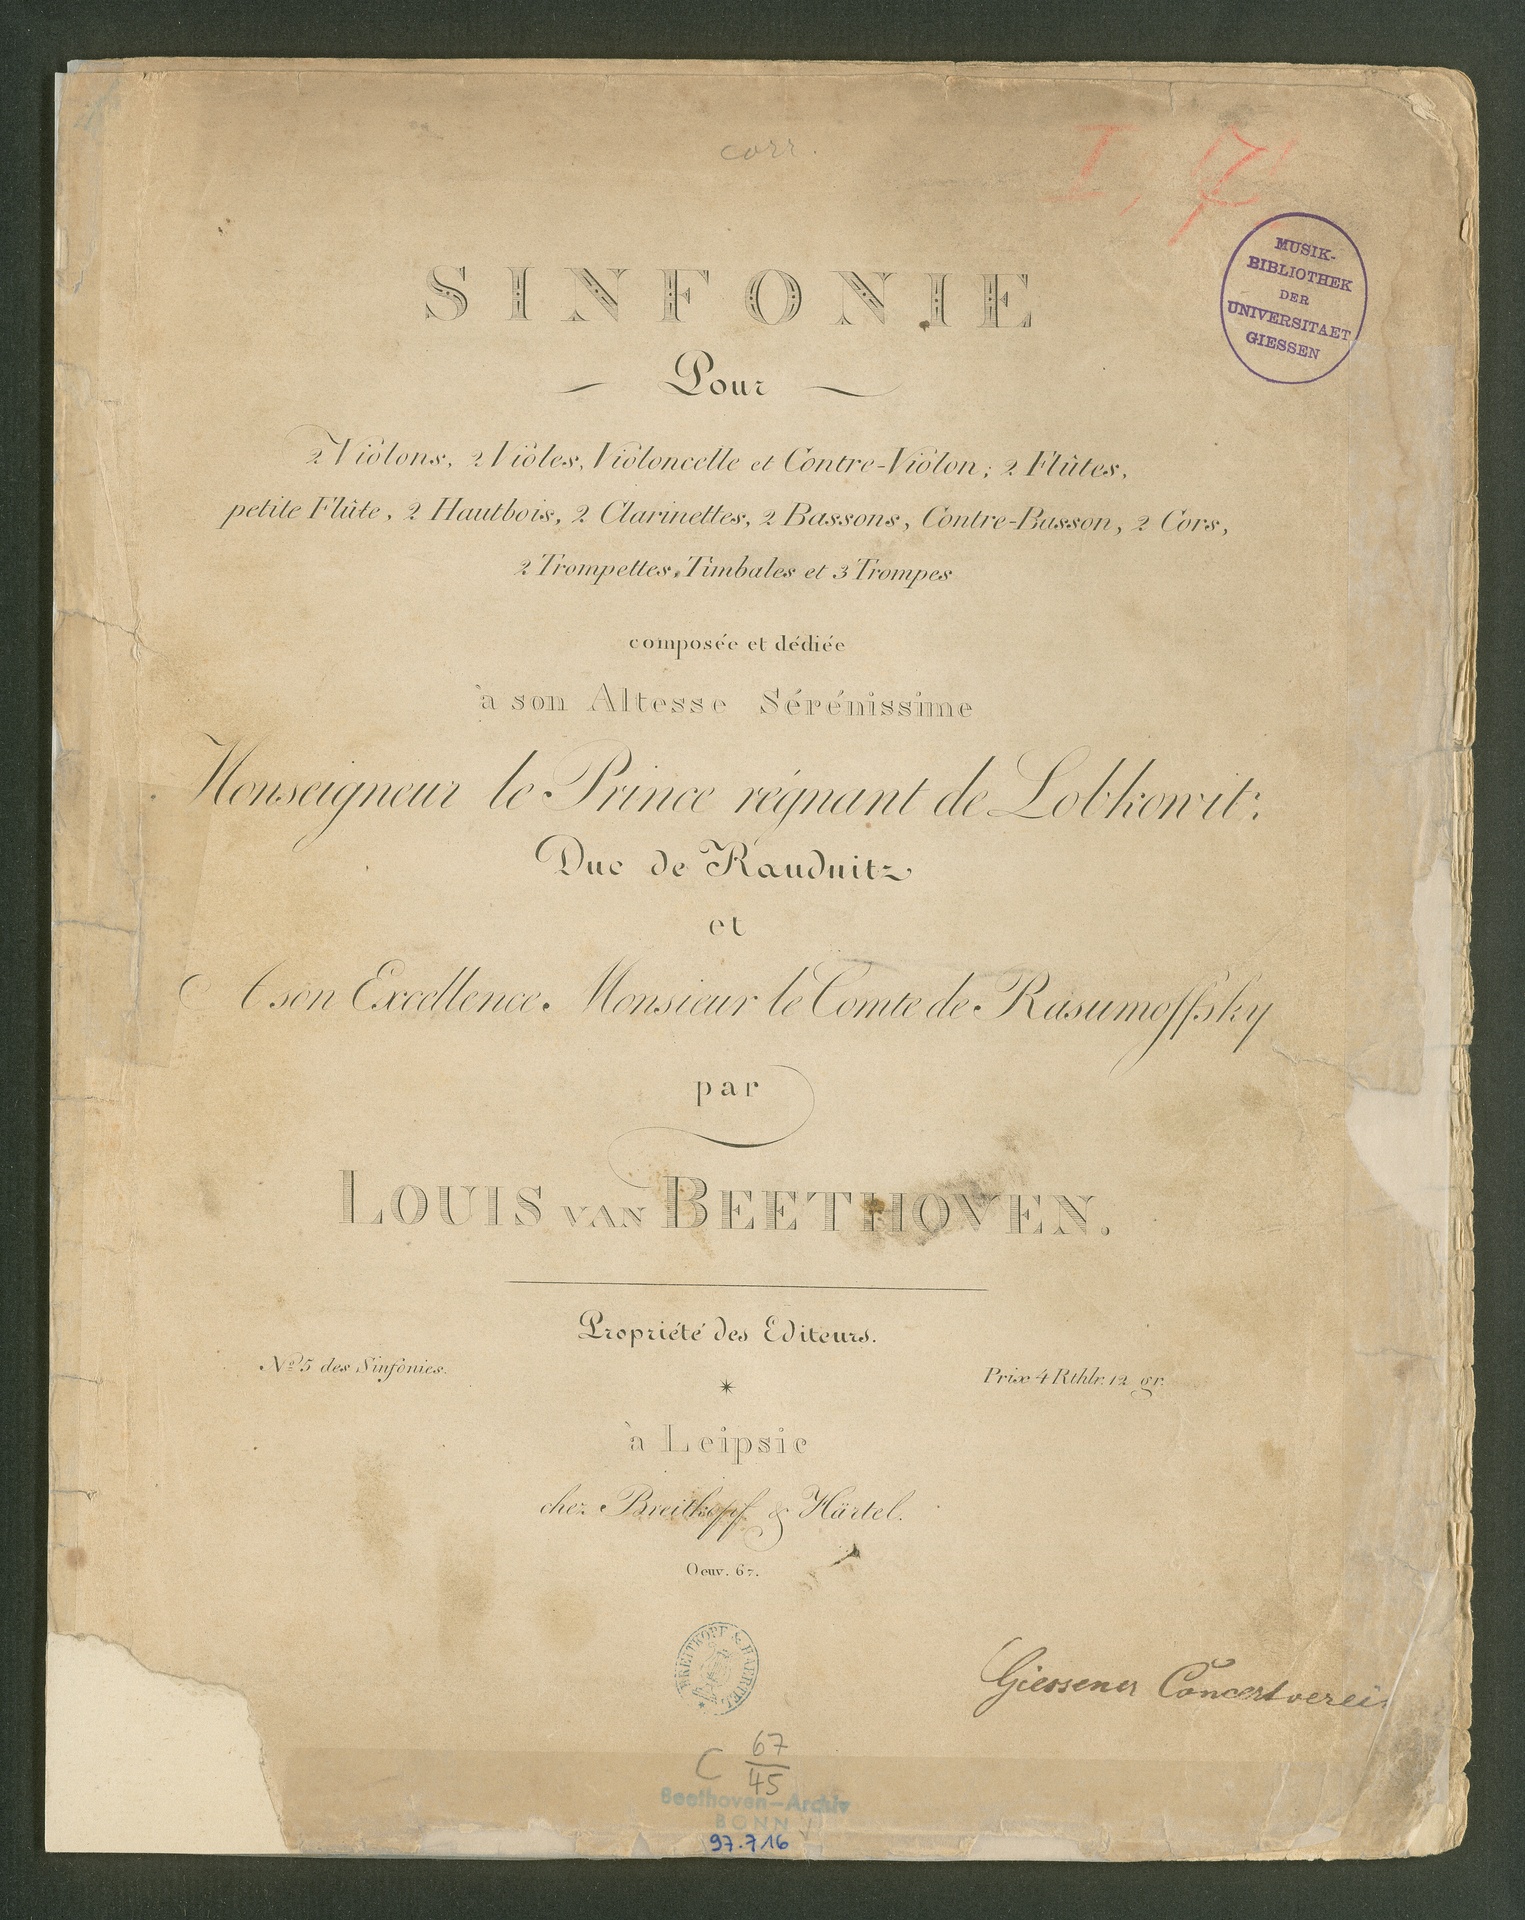 corr.
I, 7
MUSIK-
BIBLIOTHEK
DER
UNIVERSITAET
GIESSEN
SINFONIE
Pour
2 Violons, 2 Violes, Violoncelle et Contre-Violon; 2 Flûtes,
petite Flûte, 2 Hautbois, 2 Clarinettes, 2 Bassons, Contre-Basson, 2 Cors,
2 Trompettes, Timbales et 3 Trompes
composée et dédiée
à son Altesse Sérénissime
Monseigneur le Prince régnant de Lobkowitz
Duc de Raudnitz
et
A son Excellence Monsieur le Comte de Rasumoffsky
par
LOUIS VAN BEETHOVEN.
Propriété des Editeurs.
No 5 des Sinfonies.
Prix 4 Rthlr. 12 gr.
à Leipsic
chez Breitkopf & Härtel.
Oeuv. 67.
BREITKOPF & HAERTEL
Giessener Concertverein
C 67
45
Beethoven-Archiv
BONN
97.716